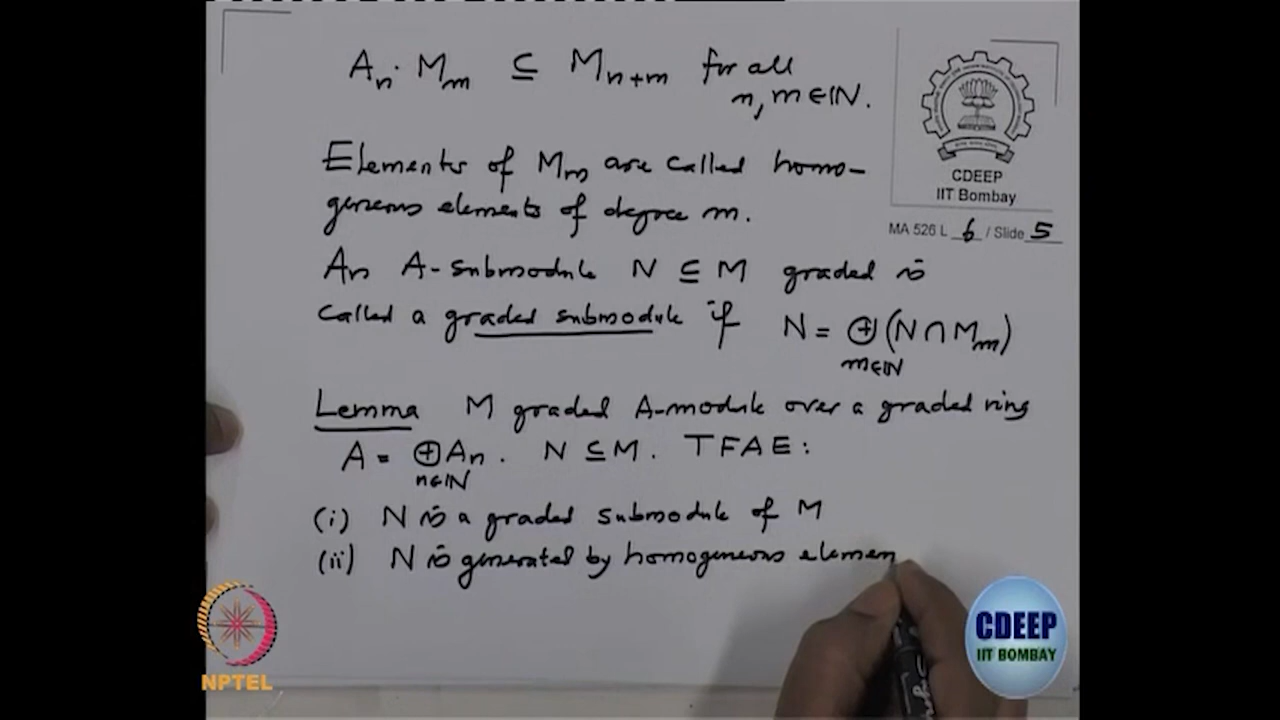 Aₙ· Mₘ ⊆ Mₙ₊ₘ for all
n, m ∈ ℕ.
CDEEP
IIT Bombay
MA 526 L 6 / Slide 5
Elements of Mₘ are called homo-
geneous elements of degree m.
An A-submodule N ⊆ M graded is
called a graded submodule if N = ⊕ (N ∩ Mₘ)
m∈ℕ
Lemma M graded A-module over a graded ring
A = ⊕ Aₙ. N ⊆ M. TFAE:
n∈ℕ
(i) N is a graded submodule of M
(ii) N is generated by homogeneous elemen
NPTEL
CDEEP
IIT BOMBAY